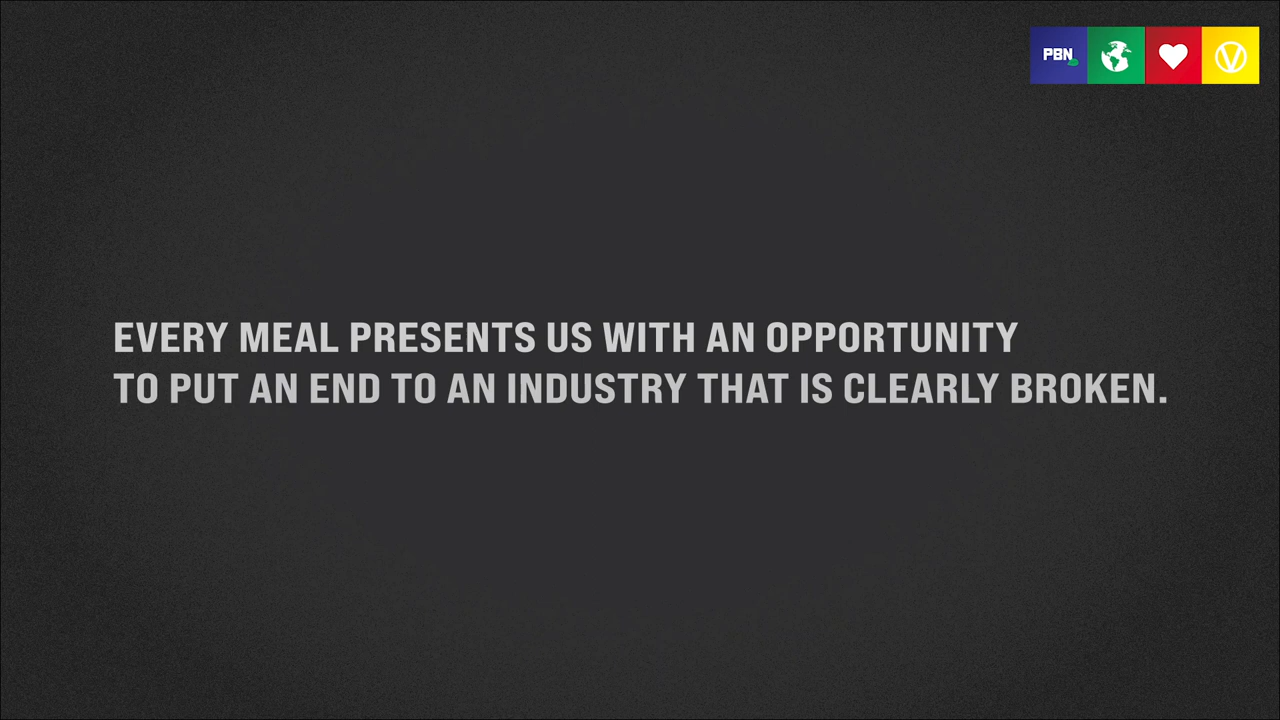 PBN
EVERY MEAL PRESENTS US WITH AN OPPORTUNITY
TO PUT AN END TO AN INDUSTRY THAT IS CLEARLY BROKEN.